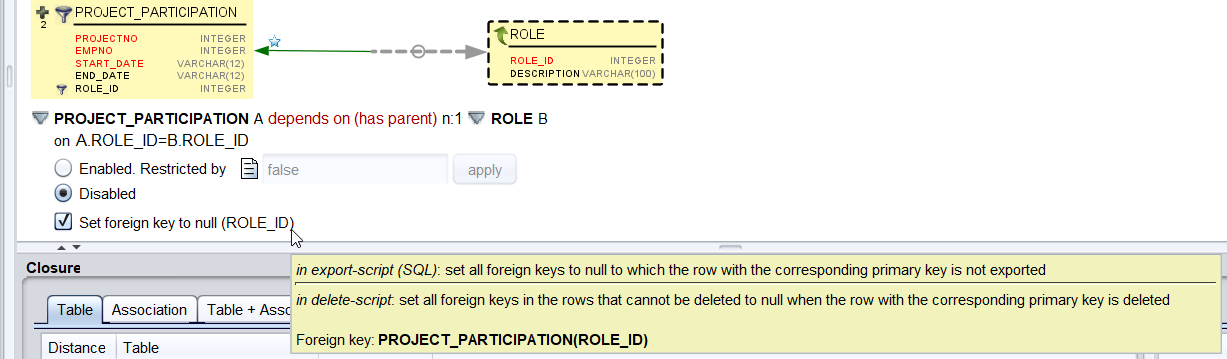 PROJECT_PARTICIPATION
2
PROJECTNO INTEGER
EMPNO INTEGER
START_DATE VARCHAR(12)
END_DATE VARCHAR(12)
ROLE_ID INTEGER
ROLE
ROLE_ID INTEGER
DESCRIPTION VARCHAR(100)
PROJECT_PARTICIPATION A depends on (has parent) n:1 ROLE B
on A.ROLE_ID=B.ROLE_ID
Enabled. Restricted by false apply
Disabled
Set foreign key to null (ROLE_ID)
Closure
in export-script (SQL): set all foreign keys to null to which the row with the corresponding primary key is not exported
in delete-script: set all foreign keys in the rows that cannot be deleted to null when the row with the corresponding primary key is deleted
Foreign key: PROJECT_PARTICIPATION(ROLE_ID)
Table Association Table + Asso
Distance Table